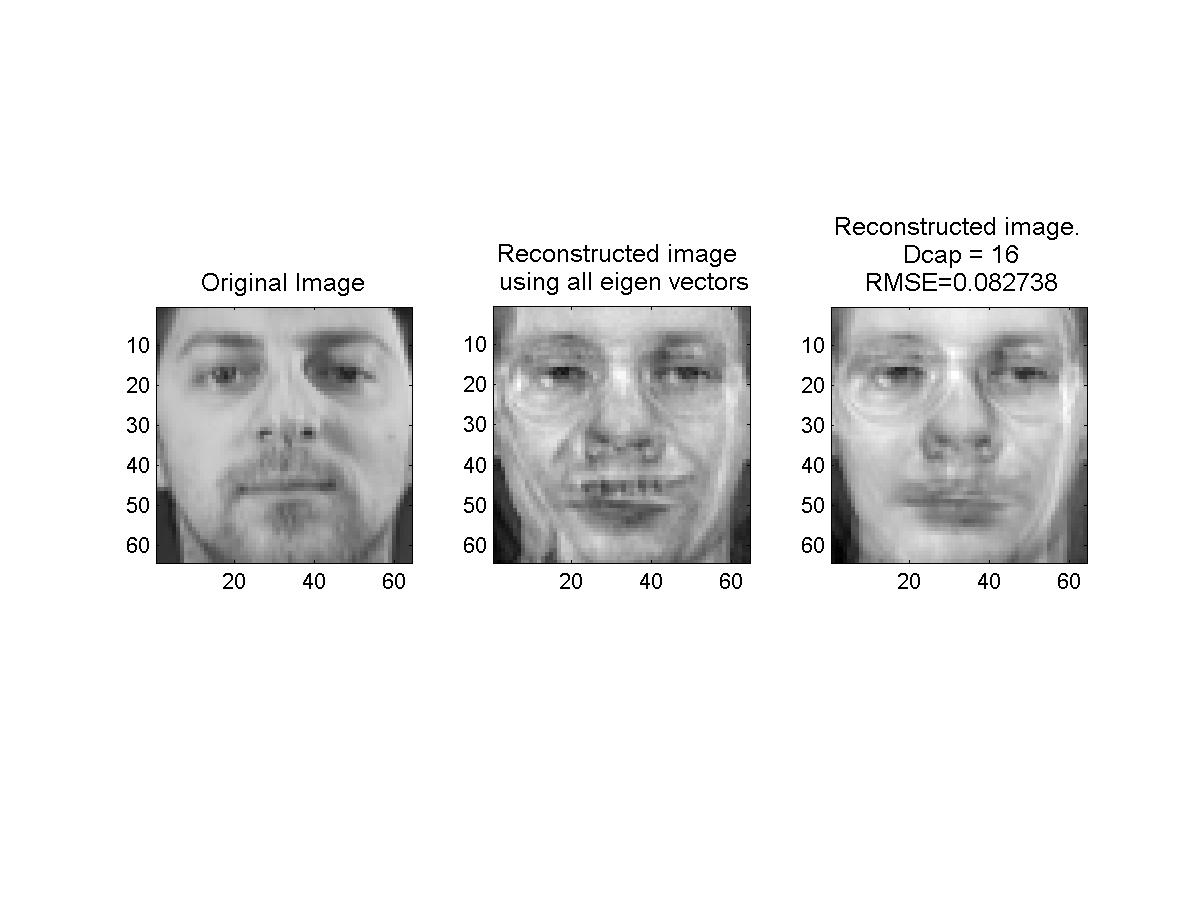 Original Image
10
20
30
40
50
60
20 40 60
Reconstructed image
using all eigen vectors
10
20
30
40
50
60
20 40 60
Reconstructed image.
Dcap = 16
RMSE=0.082738
10
20
30
40
50
60
20 40 60